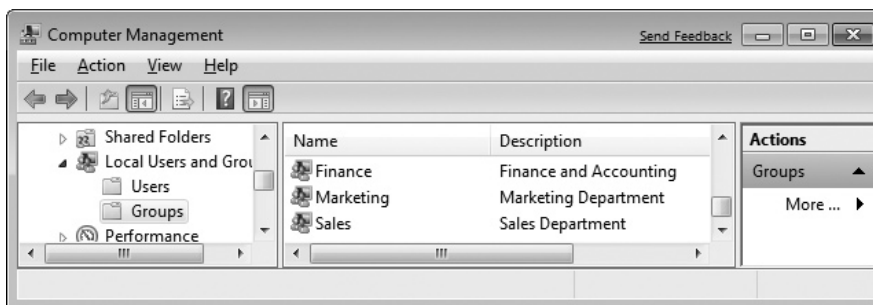 Computer Management
Send Feedback
File Action View Help
Shared Folders
Local Users and Grou
Users
Groups
Performance
Name Description
Finance Finance and Accounting
Marketing Marketing Department
Sales Sales Department
Actions
Groups
More ...